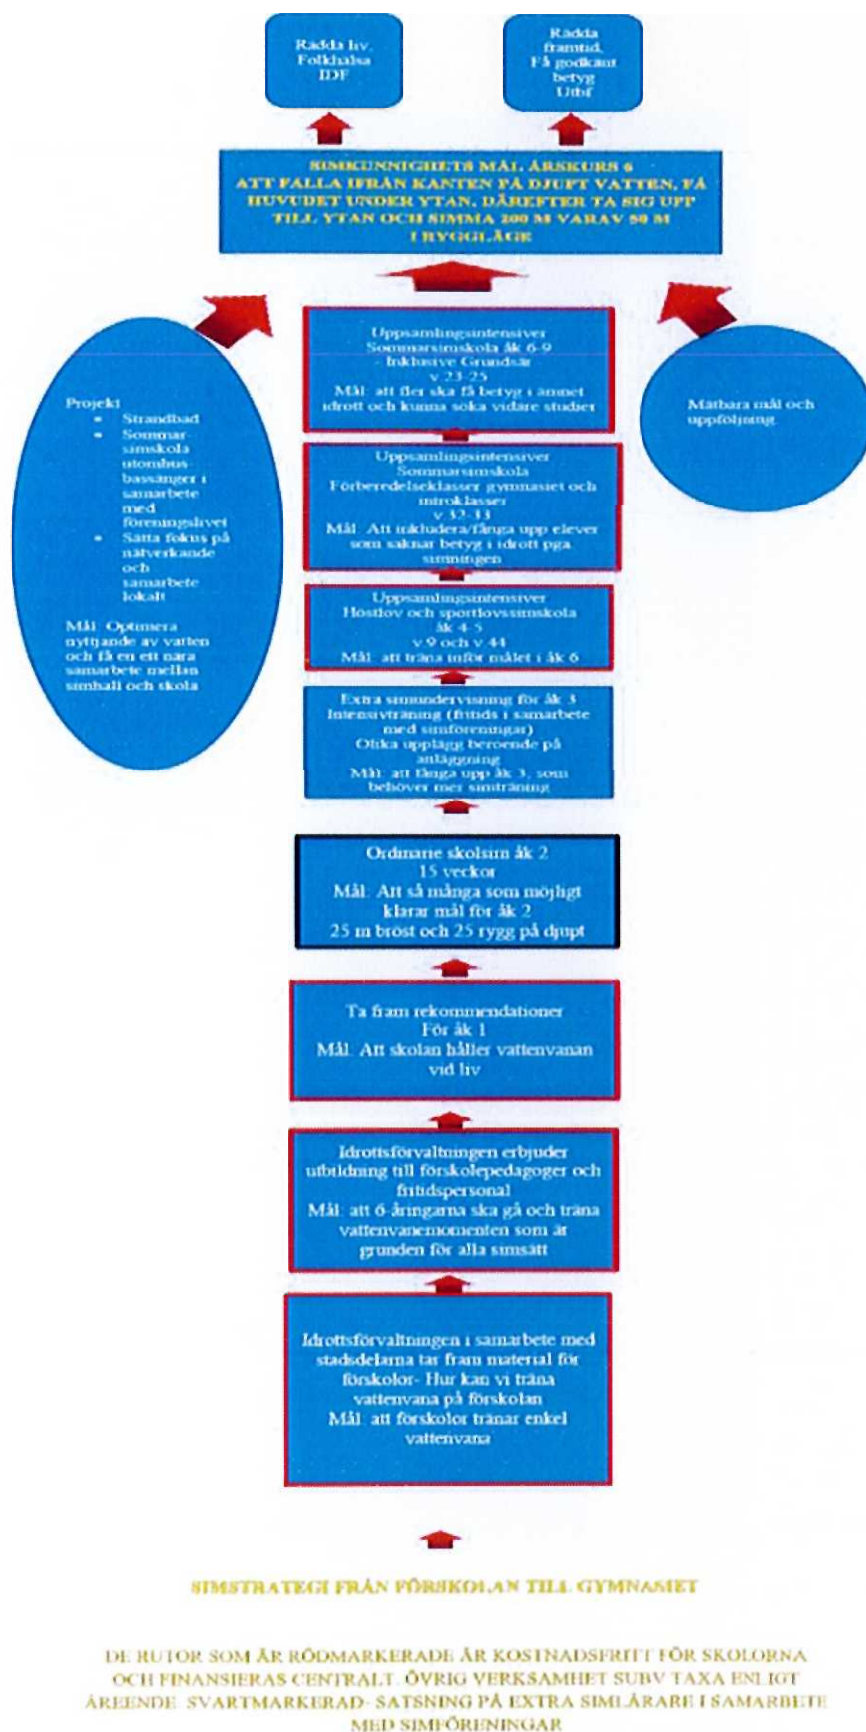 Rädda liv.
Folkhälsa
IDF
Rädda
framtid.
Få godkänt
betyg
Utbf
SIMKUNNIGHETS MÅL ÅRSKURS 6
ATT FALLA IFRÅN KANTEN PÅ DJUPT VATTEN, FÅ
HUVUDET UNDER YTAN, DÄREFTER TA SIG UPP
TILL YTAN OCH SIMMA 200 M VARAV 50 M
I RYGGLÄGE
Uppsamlingsintensiver
Sommarsimskola åk 6-9
- Inklusive Grundsär
v 23-25
Mål: att fler ska få betyg i ämnet
idrott och kunna söka vidare studier
Projekt
• Strandbad
• Sommar-
simskola
utomhus-
bassänger i
samarbete
med
föreningslivet
• Sätta fokus på
nätverkande
och
samarbete
lokalt
Mål: Optimera
nyttjande av vatten
och få en ett nära
samarbete mellan
simhall och skola
Mätbara mål och
uppföljning
Uppsamlingsintensiver
Sommarsimskola
Förberedelseklasser gymnasiet och
introklasser
v 32-33
Mål: Att inkludera/fånga upp elever
som saknar betyg i idrott pga
simningen
Uppsamlingsintensiver
Höstlov och sportlovssimskola
åk 4-5
v 9 och v 44
Mål: att träna inför målet i åk 6
Extra simundervisning för åk 3
Intensivträning (fritids i samarbete
med simföreningar)
Olika upplägg beroende på
anläggning
Mål: att fånga upp åk 3, som
behöver mer simträning
Ordinarie skolsim åk 2
15 veckor
Mål: Att så många som möjligt
klarar mål för åk 2
25 m bröst och 25 rygg på djupt
Ta fram rekommendationer
För åk 1
Mål: Att skolan håller vattenvanan
vid liv
Idrottsförvaltningen erbjuder
utbildning till förskolepedagoger och
fritidspersonal
Mål: att 6-åringarna ska gå och träna
vattenvanemomenten som är
grunden för alla simsätt
Idrottsförvaltningen i samarbete med
stadsdelarna tar fram material för
förskolor- Hur kan vi träna
vattenvana på förskolan
Mål: att förskolor tränar enkel
vattenvana
SIMSTRATEGI FRÅN FÖRSKOLAN TILL GYMNASIET
DE RUTOR SOM ÄR RÖDMARKERADE ÄR KOSTNADSFRITT FÖR SKOLORNA
OCH FINANSIERAS CENTRALT. ÖVRIG VERKSAMHET SUBV TAXA ENLIGT
ÄREENDE. SVARTMARKERAD- SATSNING PÅ EXTRA SIMLÄRARE I SAMARBETE
MED SIMFÖRENINGAR